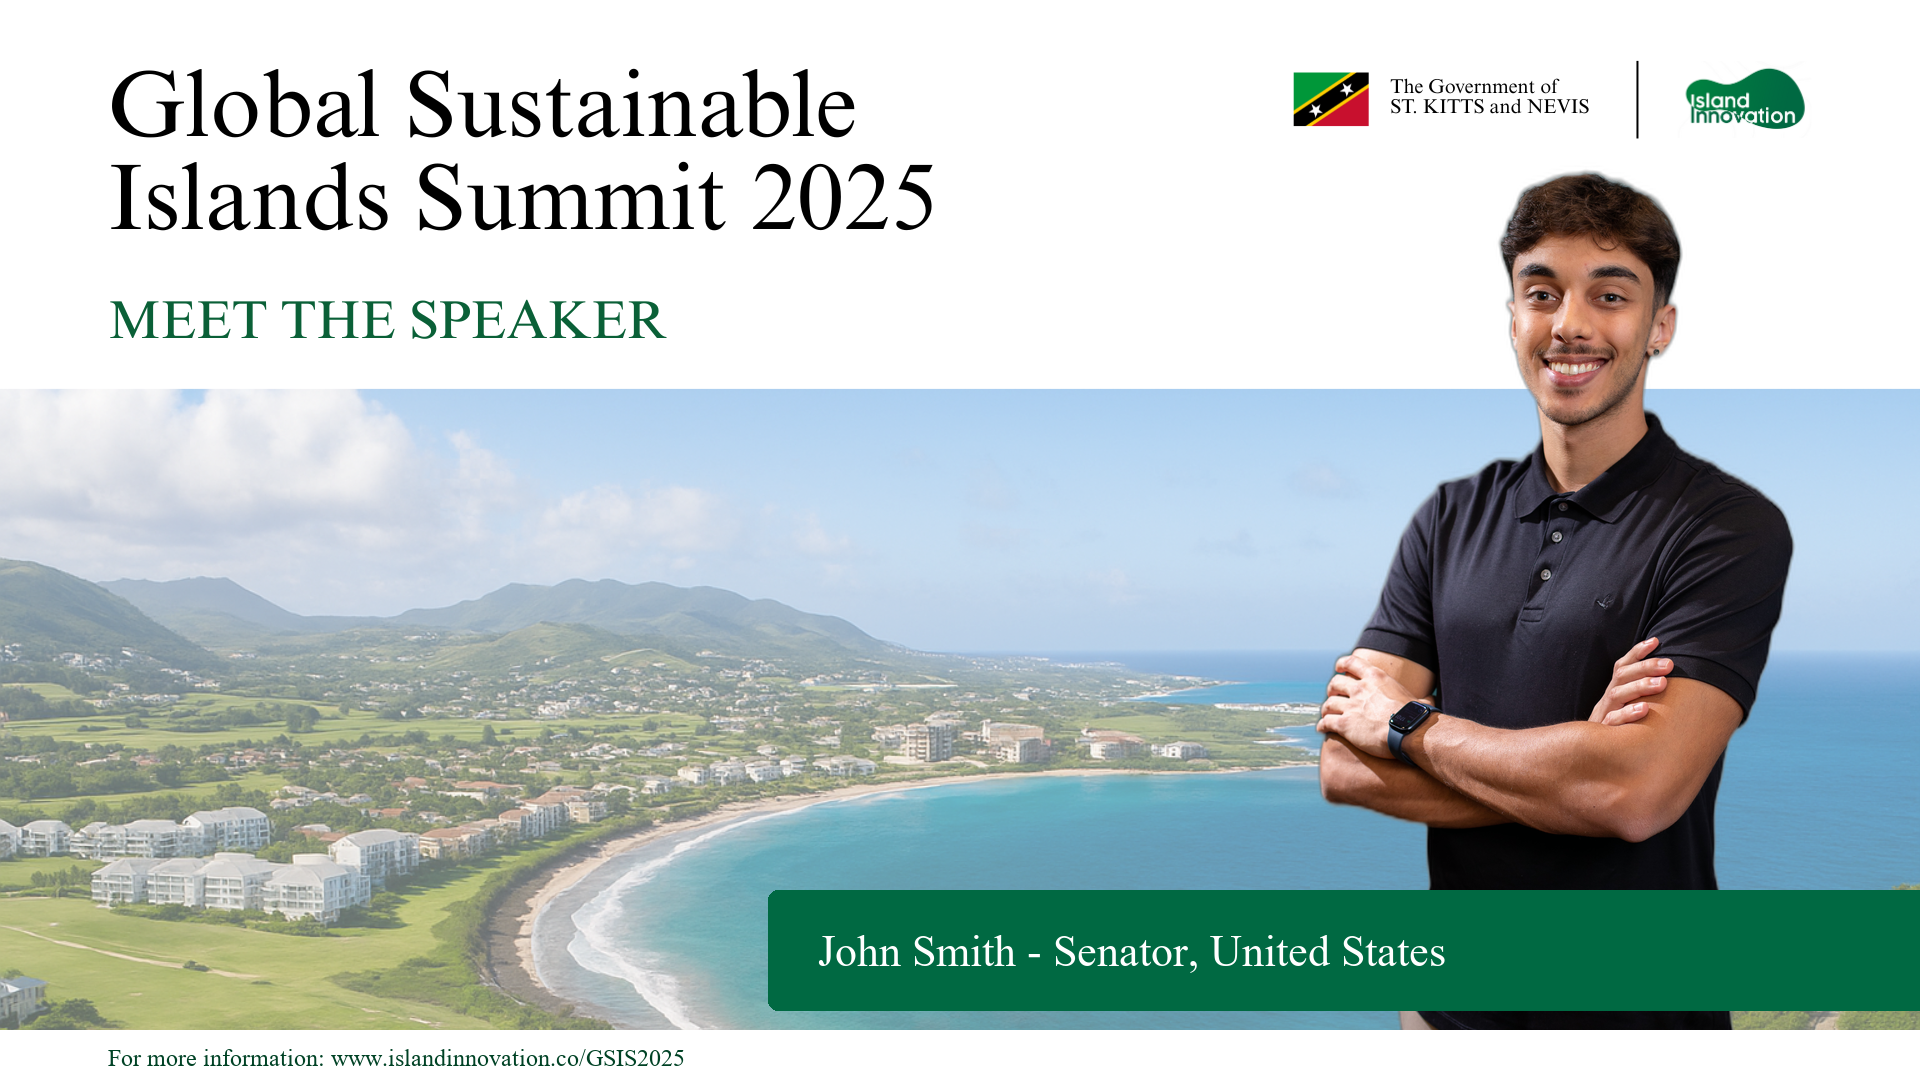 Global Sustainable
Islands Summit 2025
The Government of
ST. KITTS and NEVIS
Island
Innovation
MEET THE SPEAKER
John Smith - Senator, United States
For more information: www.islandinnovation.co/GSIS2025